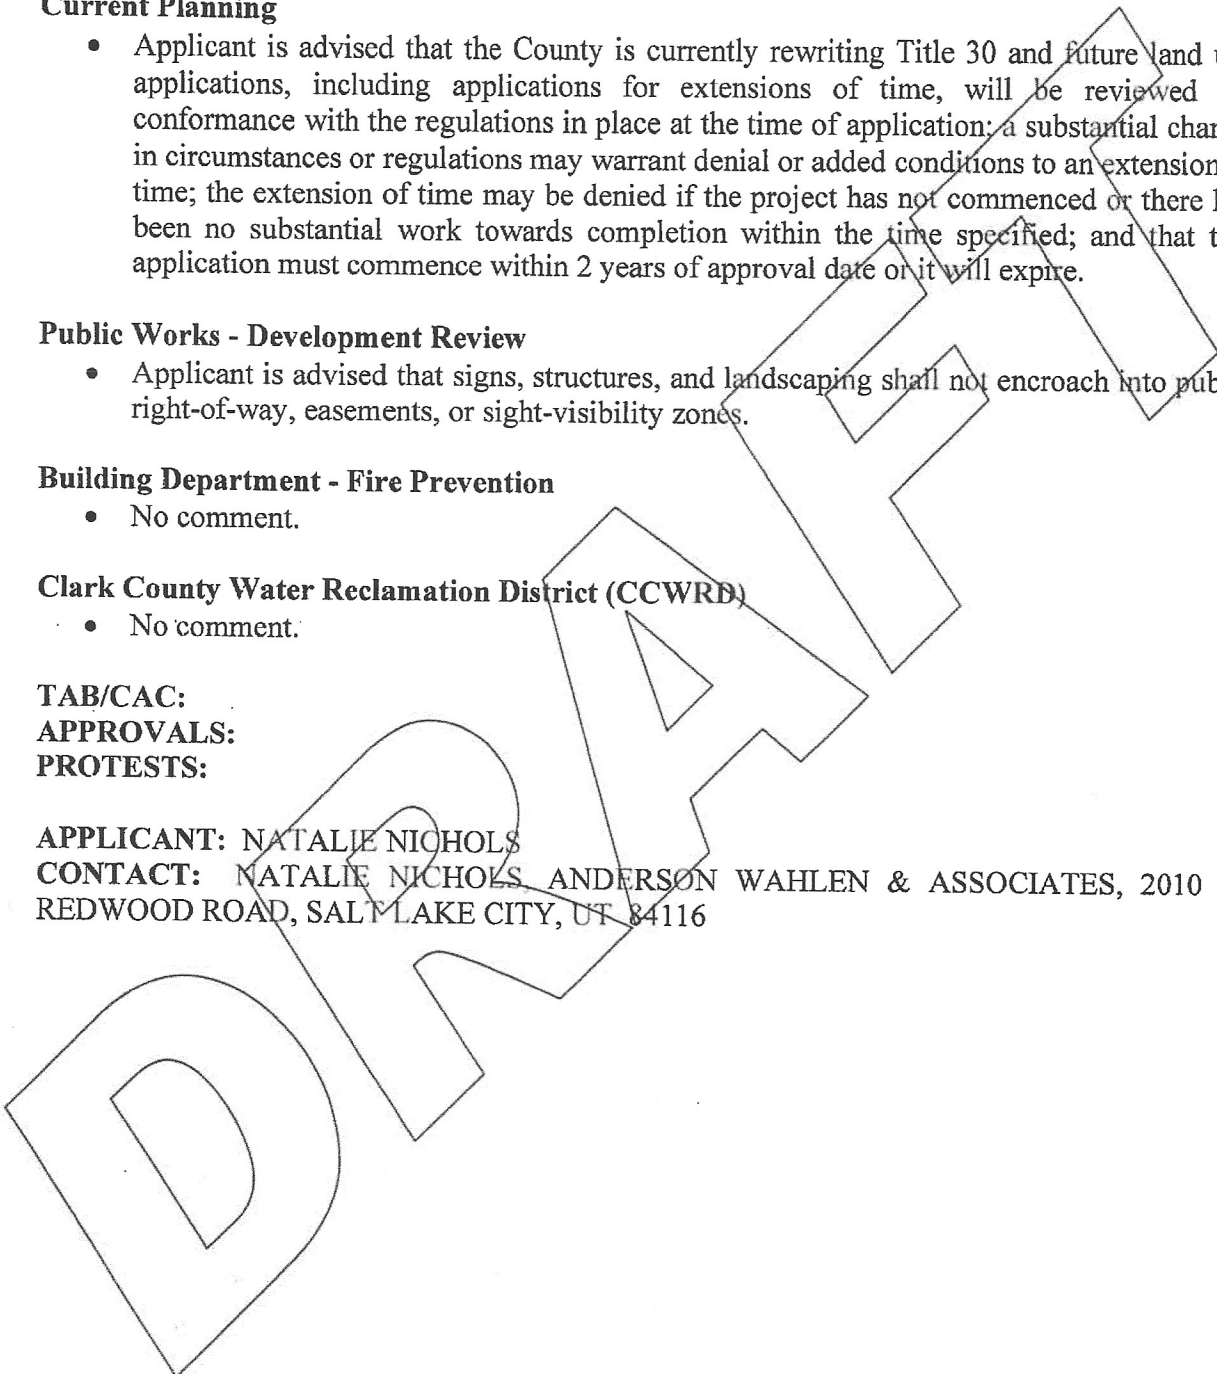 Current Planning
• Applicant is advised that the County is currently rewriting Title 30 and future land
applications, including applications for extensions of time, will be reviewed
conformance with the regulations in place at the time of application; a substantial
in circumstances or regulations may warrant denial or added conditions to an extension
time; the extension of time may be denied if the project has not commenced or there
been no substantial work towards completion within the time specified; and that
application must commence within 2 years of approval date or it will expire.
Public Works - Development Review
• Applicant is advised that signs, structures, and landscaping shall not encroach into
right-of-way, easements, or sight-visibility zones.
Building Department - Fire Prevention
• No comment.
Clark County Water Reclamation District (CCWRD)
• No comment.
TAB/CAC:
APPROVALS:
PROTESTS:
APPLICANT: NATALIE NICHOLS
CONTACT: NATALIE NICHOLS, ANDERSON WAHLEN & ASSOCIATES, 2010
REDWOOD ROAD, SALT LAKE CITY, UT 84116
DRAFT